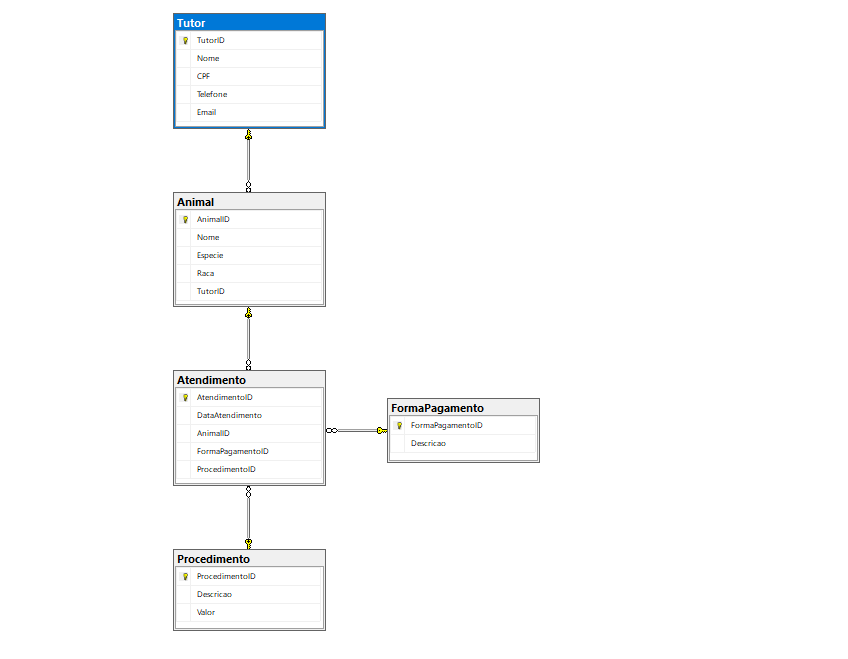 Tutor
TutorID
Nome
CPF
Telefone
Email
Animal
AnimalID
Nome
Especie
Raca
TutorID
Atendimento
AtendimentoID
DataAtendimento
AnimalID
FormaPagamentoID
ProcedimentoID
FormaPagamento
FormaPagamentoID
Descricao
Procedimento
ProcedimentoID
Descricao
Valor